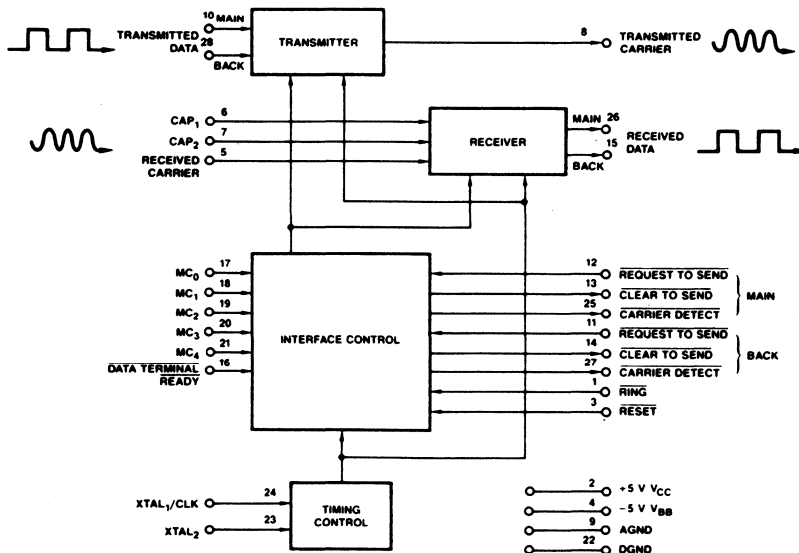 10 MAIN
TRANSMITTED
DATA
28
BACK
TRANSMITTER
8
TRANSMITTED
CARRIER
CAP1 6
CAP2 7
RECEIVED
CARRIER
5
RECEIVER
MAIN 26
15
RECEIVED
DATA
BACK
MC0 17
MC1 18
MC2 19
MC3 20
MC4 21
DATA TERMINAL
READY
16
INTERFACE CONTROL
12 REQUEST TO SEND
13 CLEAR TO SEND
25 CARRIER DETECT
MAIN
11 REQUEST TO SEND
14 CLEAR TO SEND
27 CARRIER DETECT
BACK
1 RING
3 RESET
XTAL1/CLK 24
XTAL2 23
TIMING
CONTROL
2 +5 V VCC
4 −5 V VBB
9 AGND
22 DGND